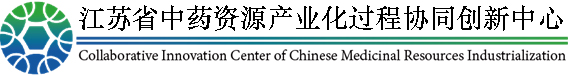 江苏省中药资源产业化过程协同创新中心
Collaborative Innovation Center of Chinese Medicinal Resources Industrialization